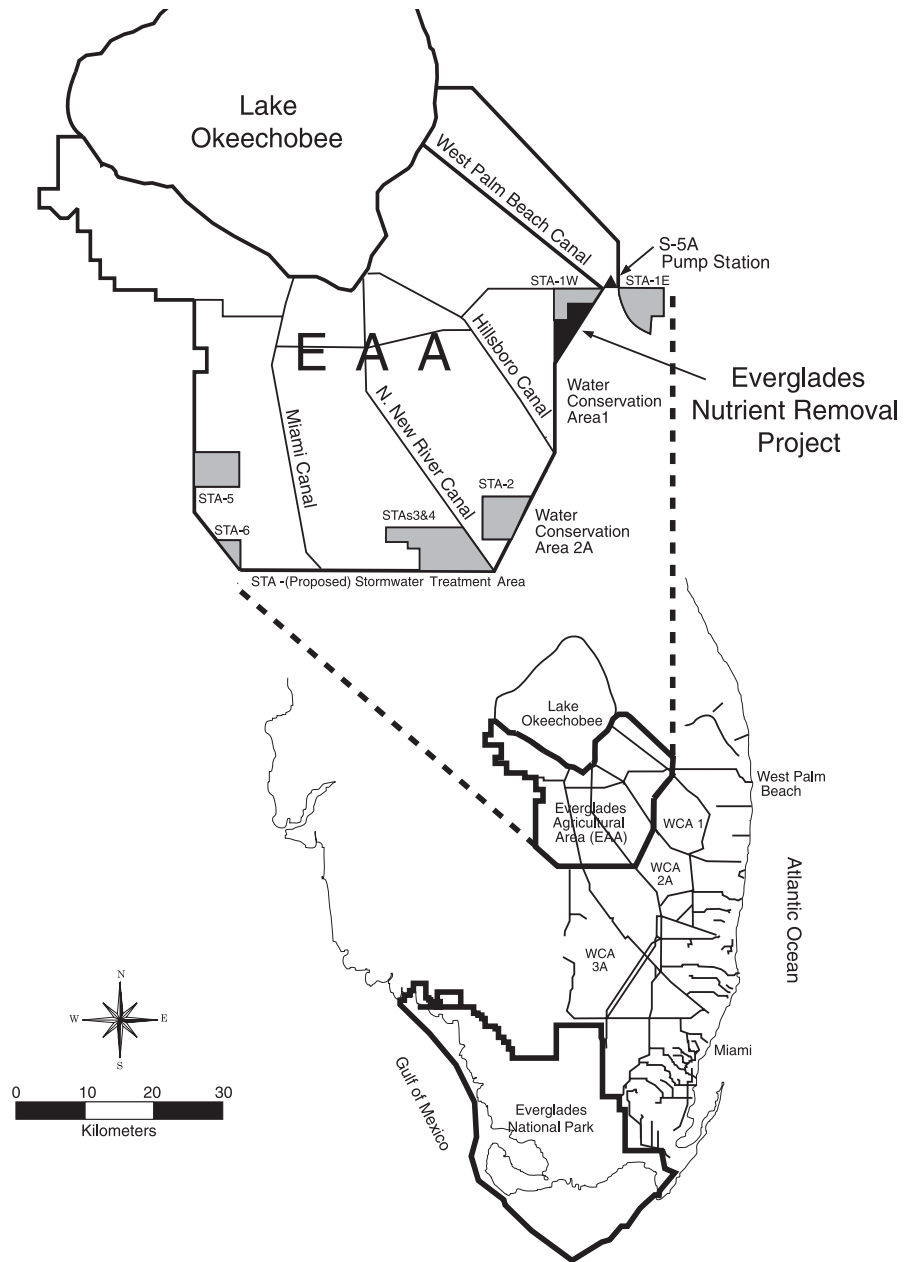 Lake
Okeechobee
West Palm Beach Canal
S-5A
Pump Station
STA-1W
STA-1E
E A A
Hillsboro Canal
Everglades
Nutrient Removal
Project
Water
Conservation
Area1
Miami Canal
N. New River Canal
STA-5
STA-2
STA-6
STAs3&4
Water
Conservation
Area 2A
STA -(Proposed) Stormwater Treatment Area
Lake
Okeechobee
West Palm
Beach
Everglades
Agricultural
Area (EAA)
WCA 1
WCA
2A
Atlantic Ocean
WCA
3A
N
W
E
S
Miami
Gulf of Mexico
0 10 20 30
Kilometers
Everglades
National Park